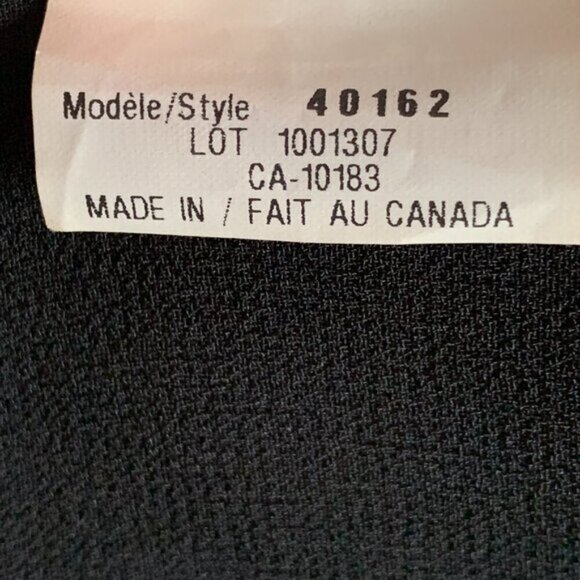 Modèle/Style 40162
LOT 1001307
CA-10183
MADE IN / FAIT AU CANADA